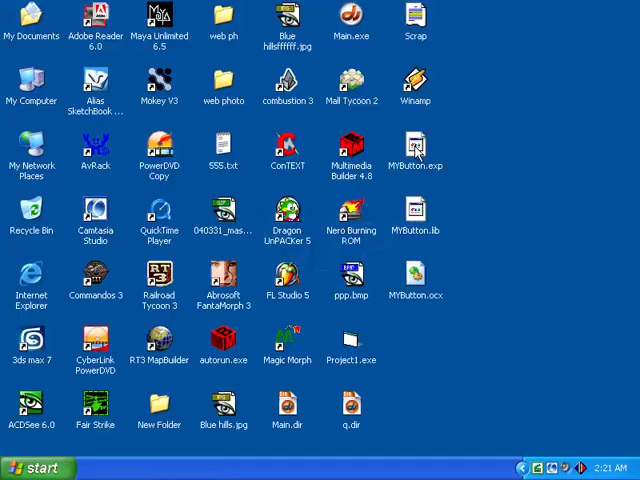 My Documents
Adobe Reader
6.0
Maya Unlimited
6.5
web ph
Blue
hillsffffff.jpg
Main.exe
Scrap
My Computer
Alias
SketchBook ...
Mokey V3
web photo
combustion 3
Mall Tycoon 2
Winamp
My Network
Places
AvRack
PowerDVD
Copy
555.txt
ConTEXT
Multimedia
Builder 4.8
MYButton.exp
Recycle Bin
Camtasia
Studio
QuickTime
Player
040331_mas...
Dragon
UnPACKer 5
Nero Burning
ROM
MYButton.lib
Internet
Explorer
Commandos 3
Railroad
Tycoon 3
Abrosoft
FantaMorph 3
FL Studio 5
ppp.bmp
MYButton.ocx
3ds max 7
CyberLink
PowerDVD
RT3 MapBuilder
autorun.exe
Magic Morph
Project1.exe
ACDSee 6.0
Fair Strike
New Folder
Blue hills.jpg
Main.dir
q.dir
start
2:21 AM